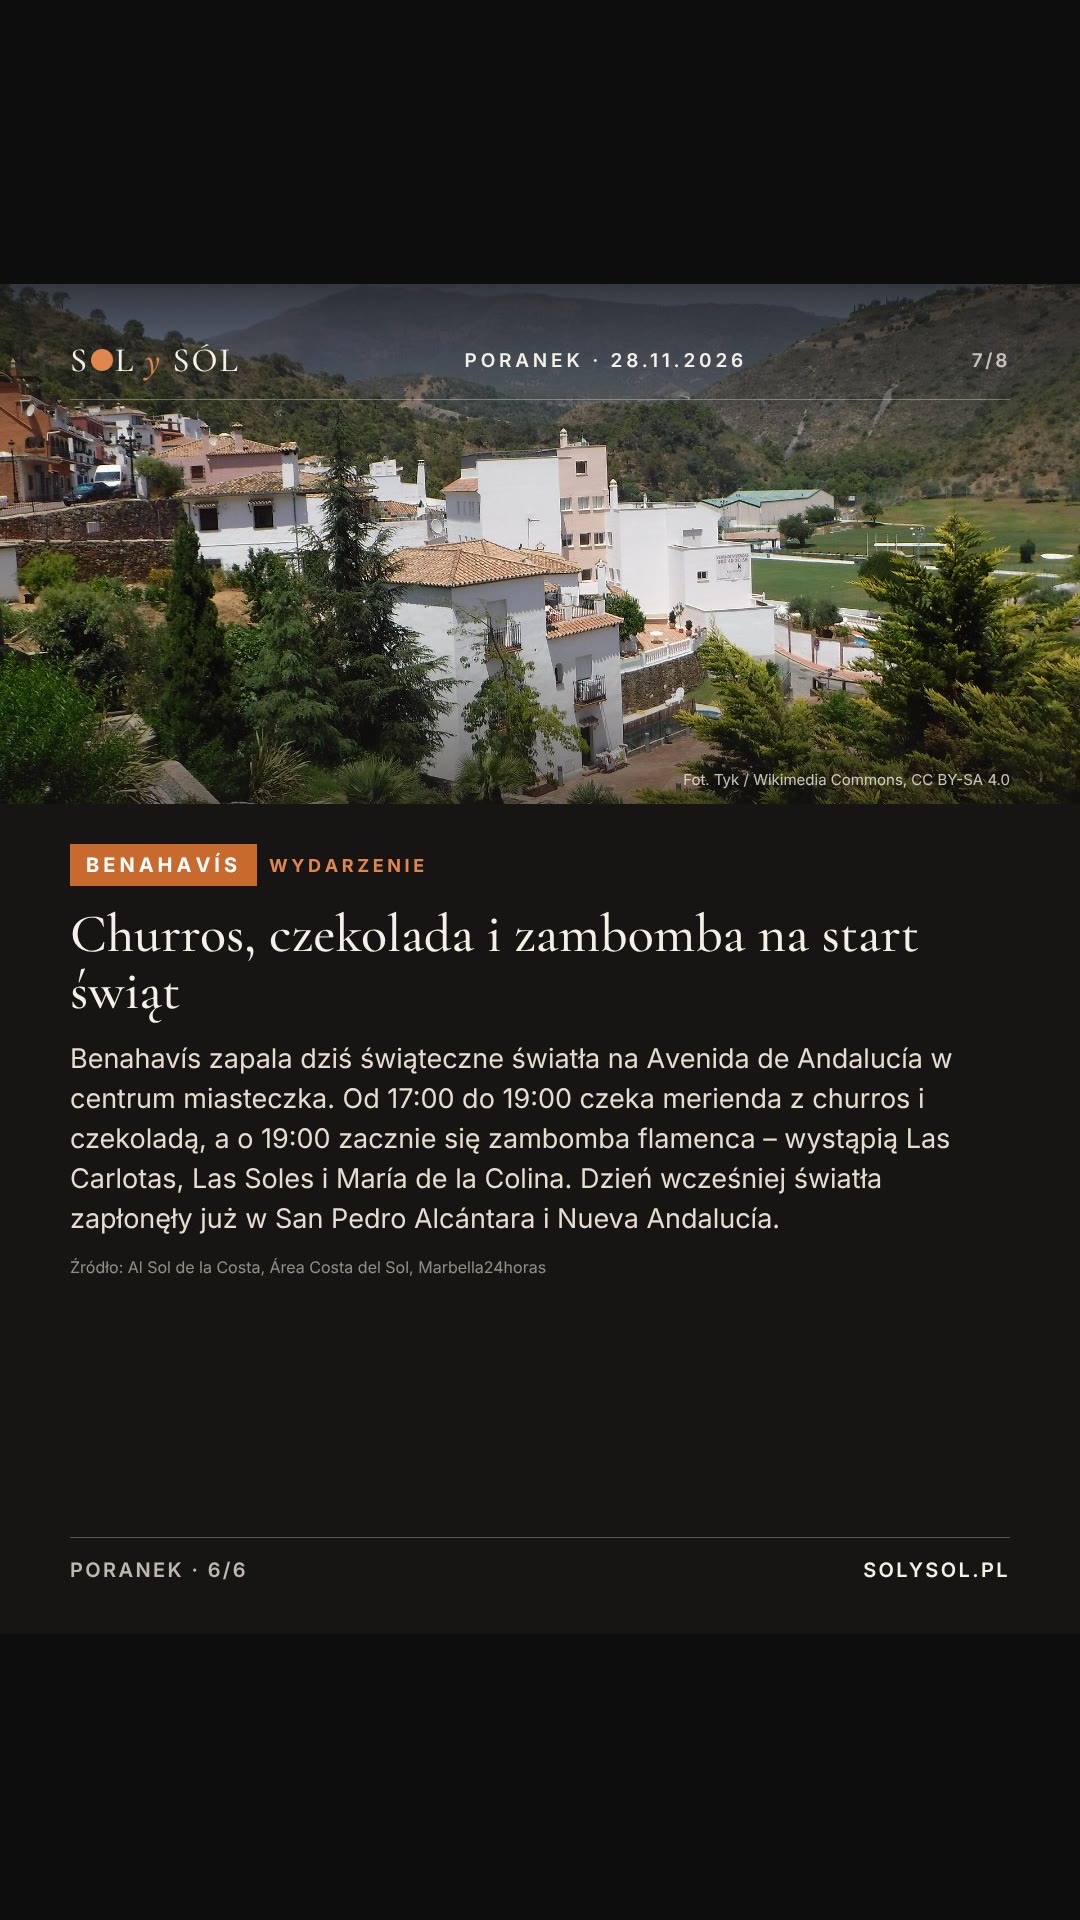 SOL y SÓL
PORANEK · 28.11.2026
7/8
Fot. Tyk / Wikimedia Commons, CC BY-SA 4.0
BENAHAVÍS WYDARZENIE
Churros, czekolada i zambomba na start
świąt
Benahavís zapala dziś świąteczne światła na Avenida de Andalucía w
centrum miasteczka. Od 17:00 do 19:00 czeka merienda z churros i
czekoladą, a o 19:00 zacznie się zambomba flamenca – wystąpią Las
Carlotas, Las Soles i María de la Colina. Dzień wcześniej światła
zapłonęły już w San Pedro Alcántara i Nueva Andalucía.
Źródło: Al Sol de la Costa, Área Costa del Sol, Marbella24horas
PORANEK · 6/6
SOLYSOL.PL